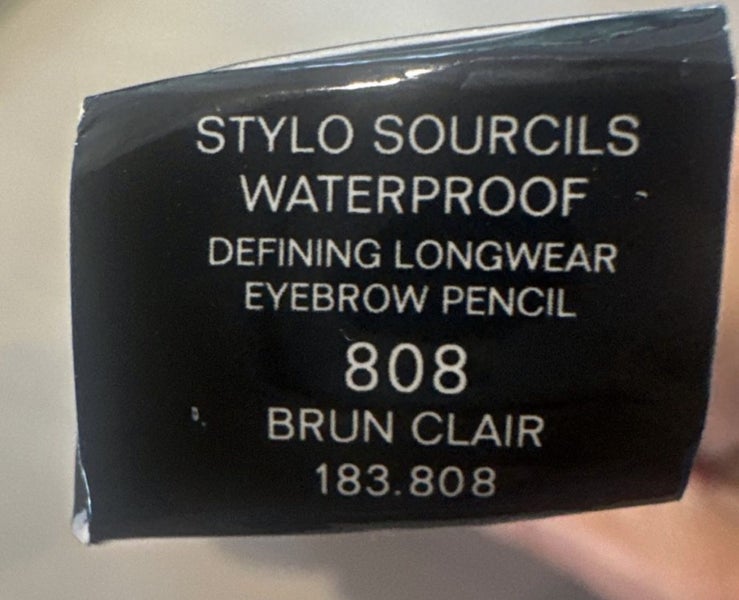 STYLO SOURCILS
WATERPROOF
DEFINING LONGWEAR
EYEBROW PENCIL
808
BRUN CLAIR
183.808